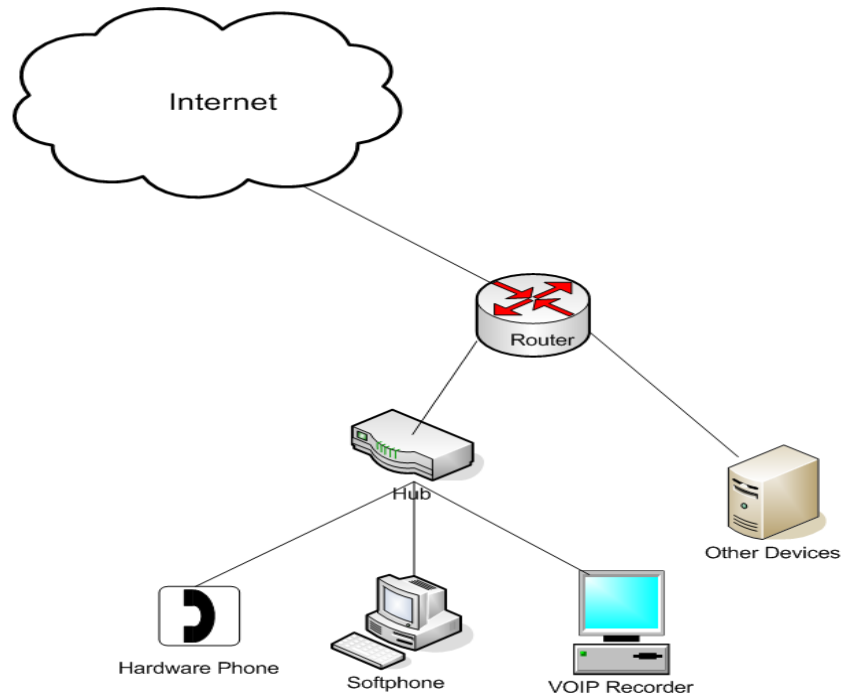 Internet
Router
Hub
Other Devices
Hardware Phone
Softphone
VOIP Recorder